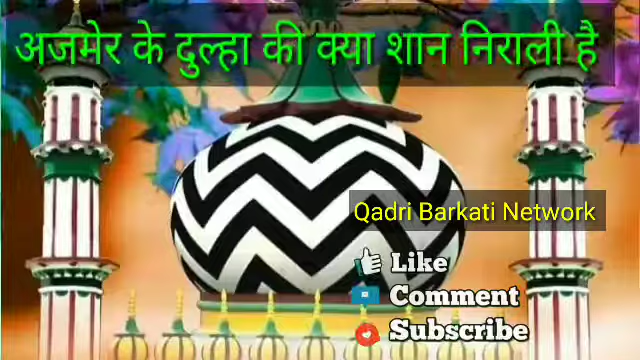 अजमेर के दुल्हा की क्या शान निराली है
Qadri Barkati Network
Like
Comment
Subscribe